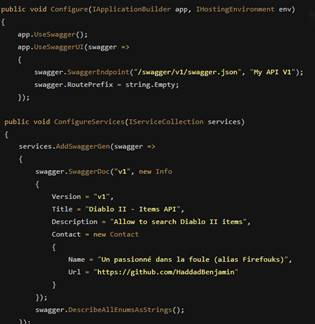 public void Configure(IApplicationBuilder app, IHostingEnvironment env)
{
    app.UseSwagger();
    app.UseSwaggerUI(swagger =>
    {
        swagger.SwaggerEndpoint("/swagger/v1/swagger.json", "My API V1");
        swagger.RoutePrefix = string.Empty;
    });
public void ConfigureServices(IServiceCollection services)
{
    services.AddSwaggerGen(swagger =>
    {
        swagger.SwaggerDoc("v1", new Info
        {
            Version = "v1",
            Title = "Diablo II - Items API",
            Description = "Allow to search Diablo II items",
            Contact = new Contact
            {
                Name = "Un passionné dans la foule (alias Firefouks)",
                Url = "https://github.com/HaddadBenjamin"
            }
        });
        swagger.DescribeAllEnumsAsStrings();
    });